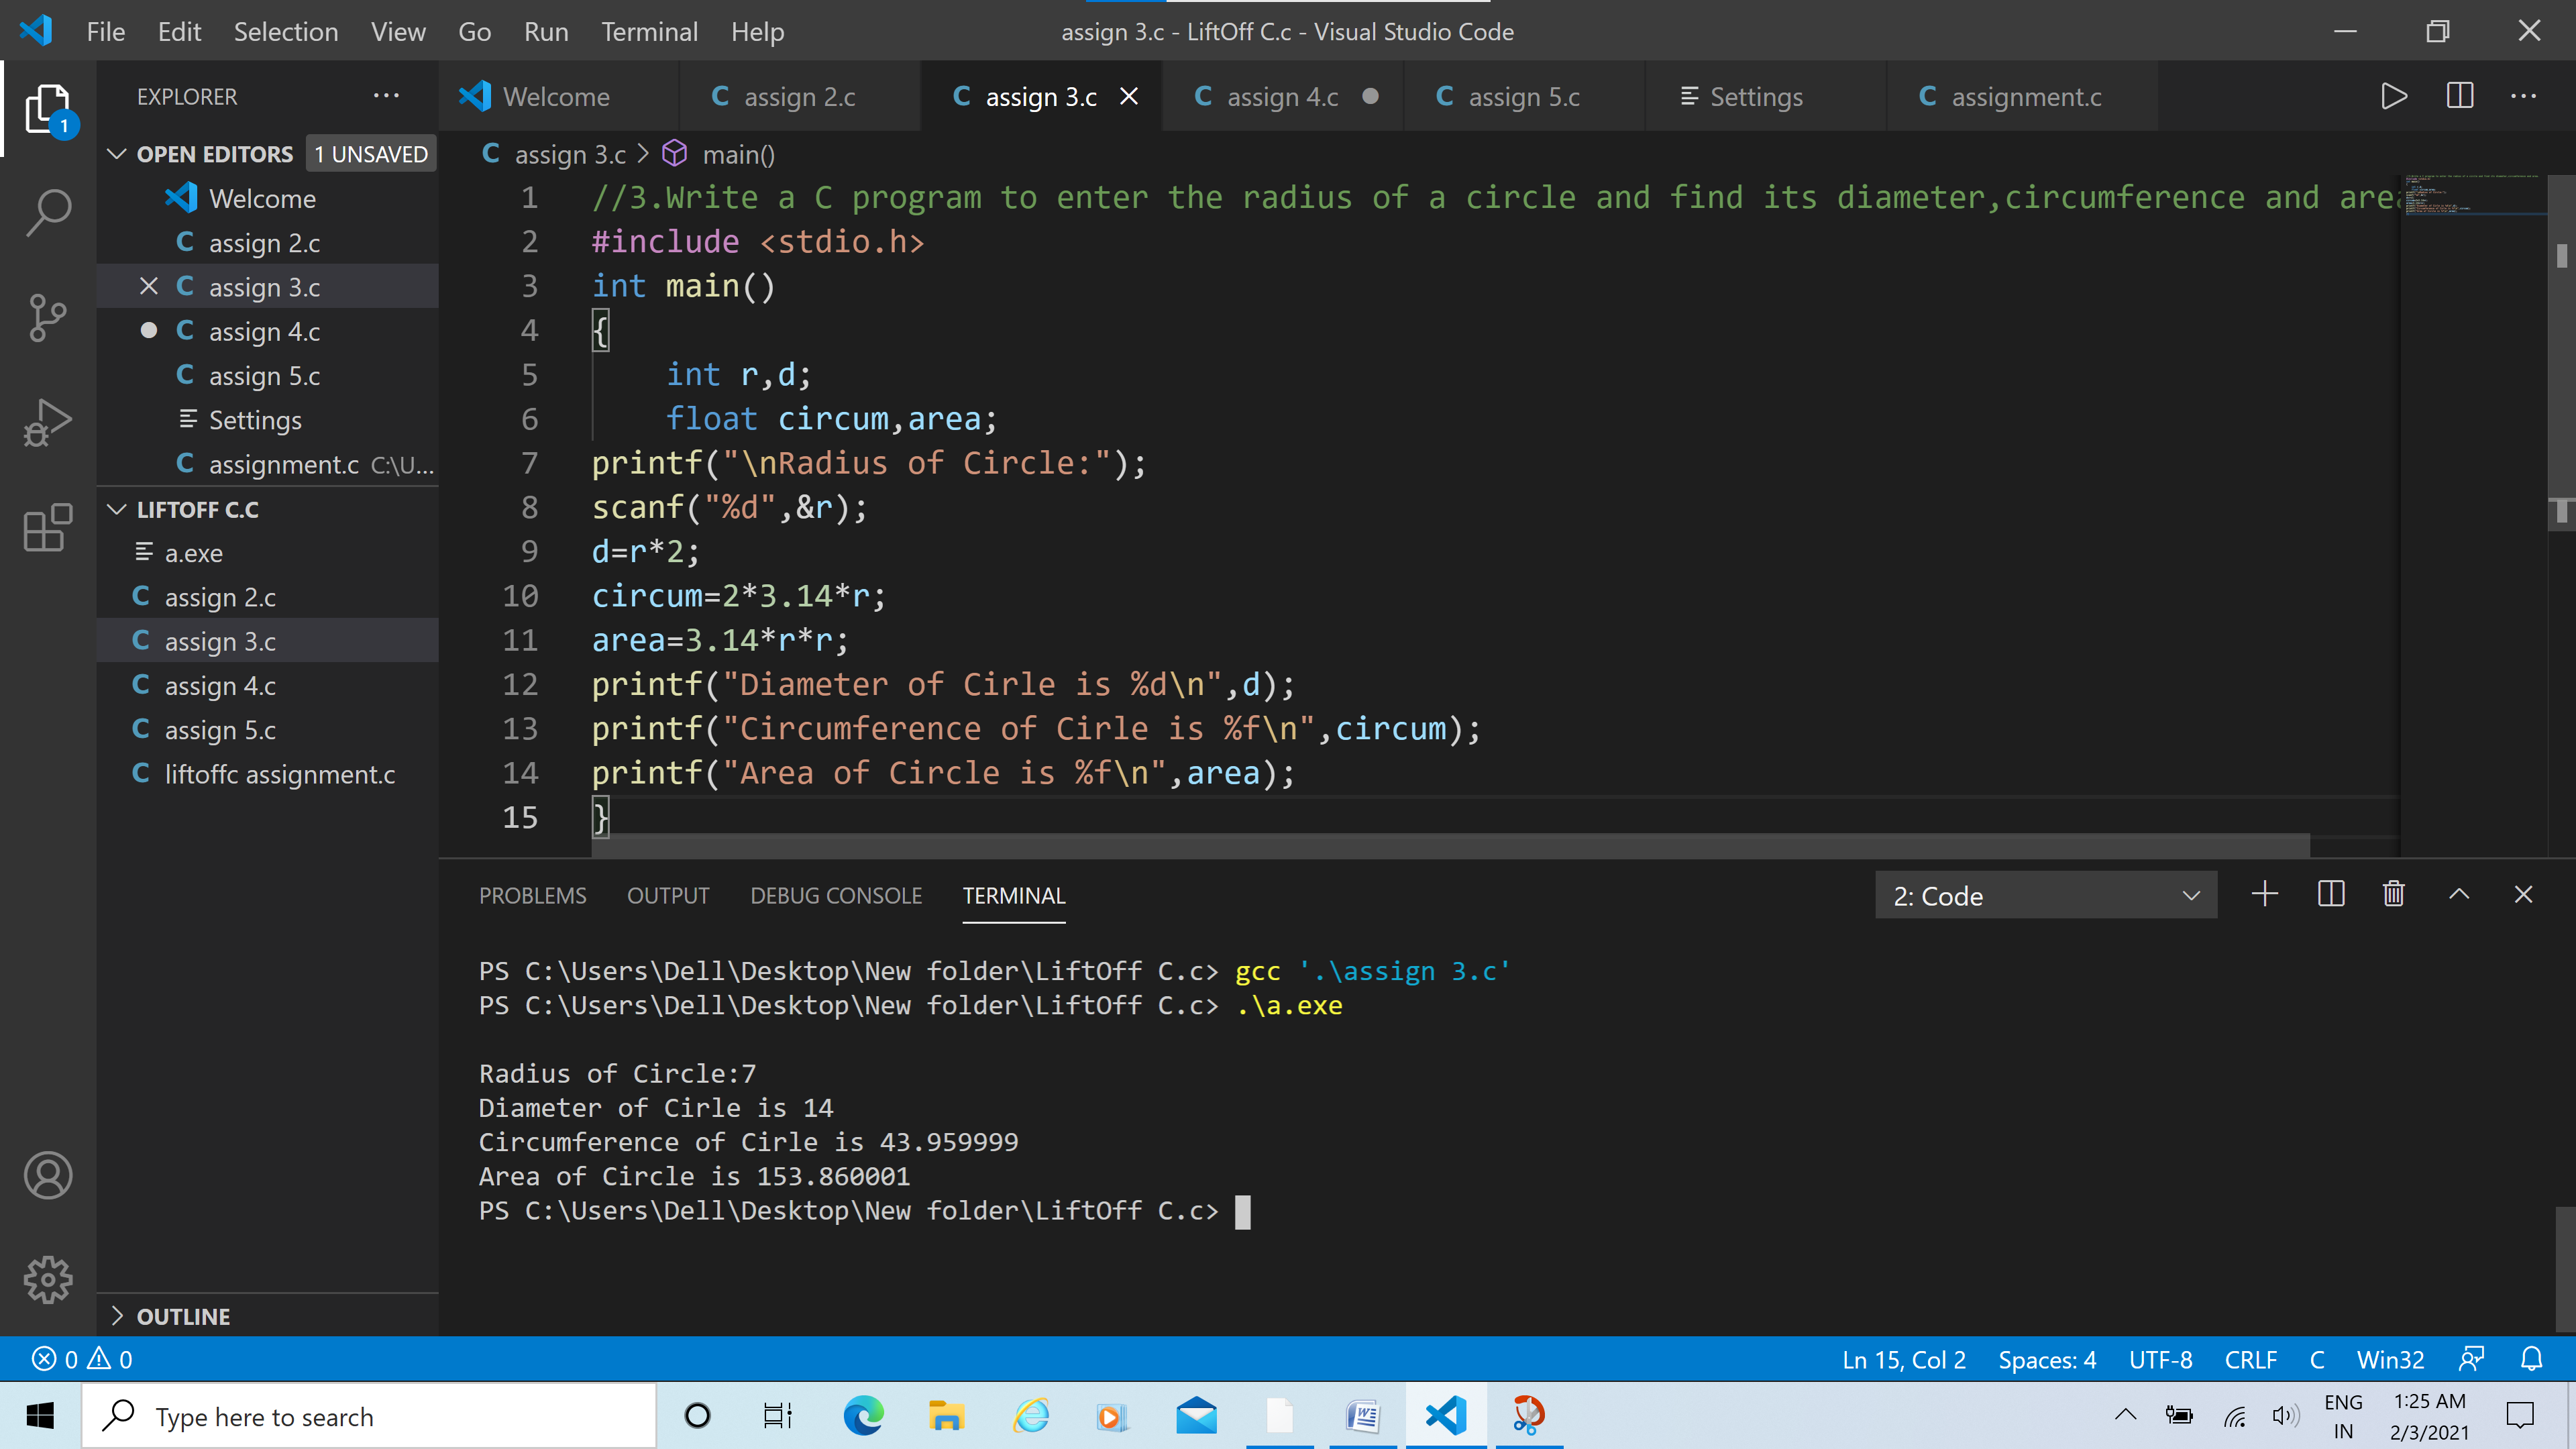 File Edit Selection View Go Run Terminal Help
assign 3.c - LiftOff C.c - Visual Studio Code
EXPLORER
OPEN EDITORS 1 UNSAVED
Welcome
assign 2.c
assign 3.c
assign 4.c
assign 5.c
Settings
assignment.c C:\U...
LIFTOFF C.C
a.exe
assign 2.c
assign 3.c
assign 4.c
assign 5.c
liftoffc assignment.c
OUTLINE
1
Welcome assign 2.c assign 3.c assign 4.c assign 5.c Settings assignment.c
assign 3.c > main()
1 //3.Write a C program to enter the radius of a circle and find its diameter,circumference and area
2 #include <stdio.h>
3 int main()
4 {
5 int r,d;
6 float circum,area;
7 printf("\nRadius of Circle:");
8 scanf("%d",&r);
9 d=r*2;
10 circum=2*3.14*r;
11 area=3.14*r*r;
12 printf("Diameter of Cirle is %d\n",d);
13 printf("Circumference of Cirle is %f\n",circum);
14 printf("Area of Circle is %f\n",area);
15 }
PROBLEMS OUTPUT DEBUG CONSOLE TERMINAL 2: Code
PS C:\Users\Dell\Desktop\New folder\LiftOff C.c> gcc '.\assign 3.c'
PS C:\Users\Dell\Desktop\New folder\LiftOff C.c> .\a.exe
Radius of Circle:7
Diameter of Cirle is 14
Circumference of Cirle is 43.959999
Area of Circle is 153.860001
PS C:\Users\Dell\Desktop\New folder\LiftOff C.c>
0 0 Ln 15, Col 2 Spaces: 4 UTF-8 CRLF C Win32
Type here to search
ENG
IN
1:25 AM
2/3/2021